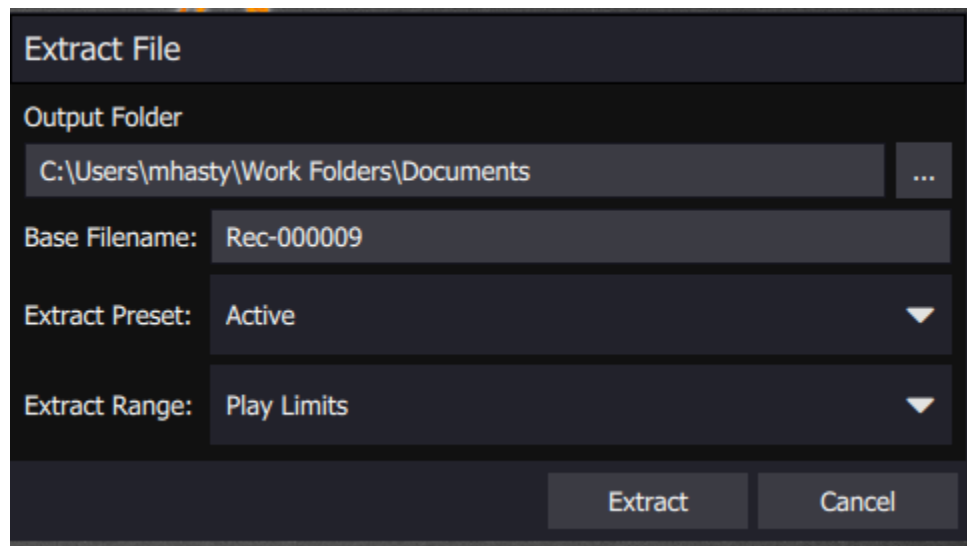 Extract File
Output Folder
C:\Users\mhasty\Work Folders\Documents ...
Base Filename: Rec-000009
Extract Preset: Active
Extract Range: Play Limits
Extract Cancel